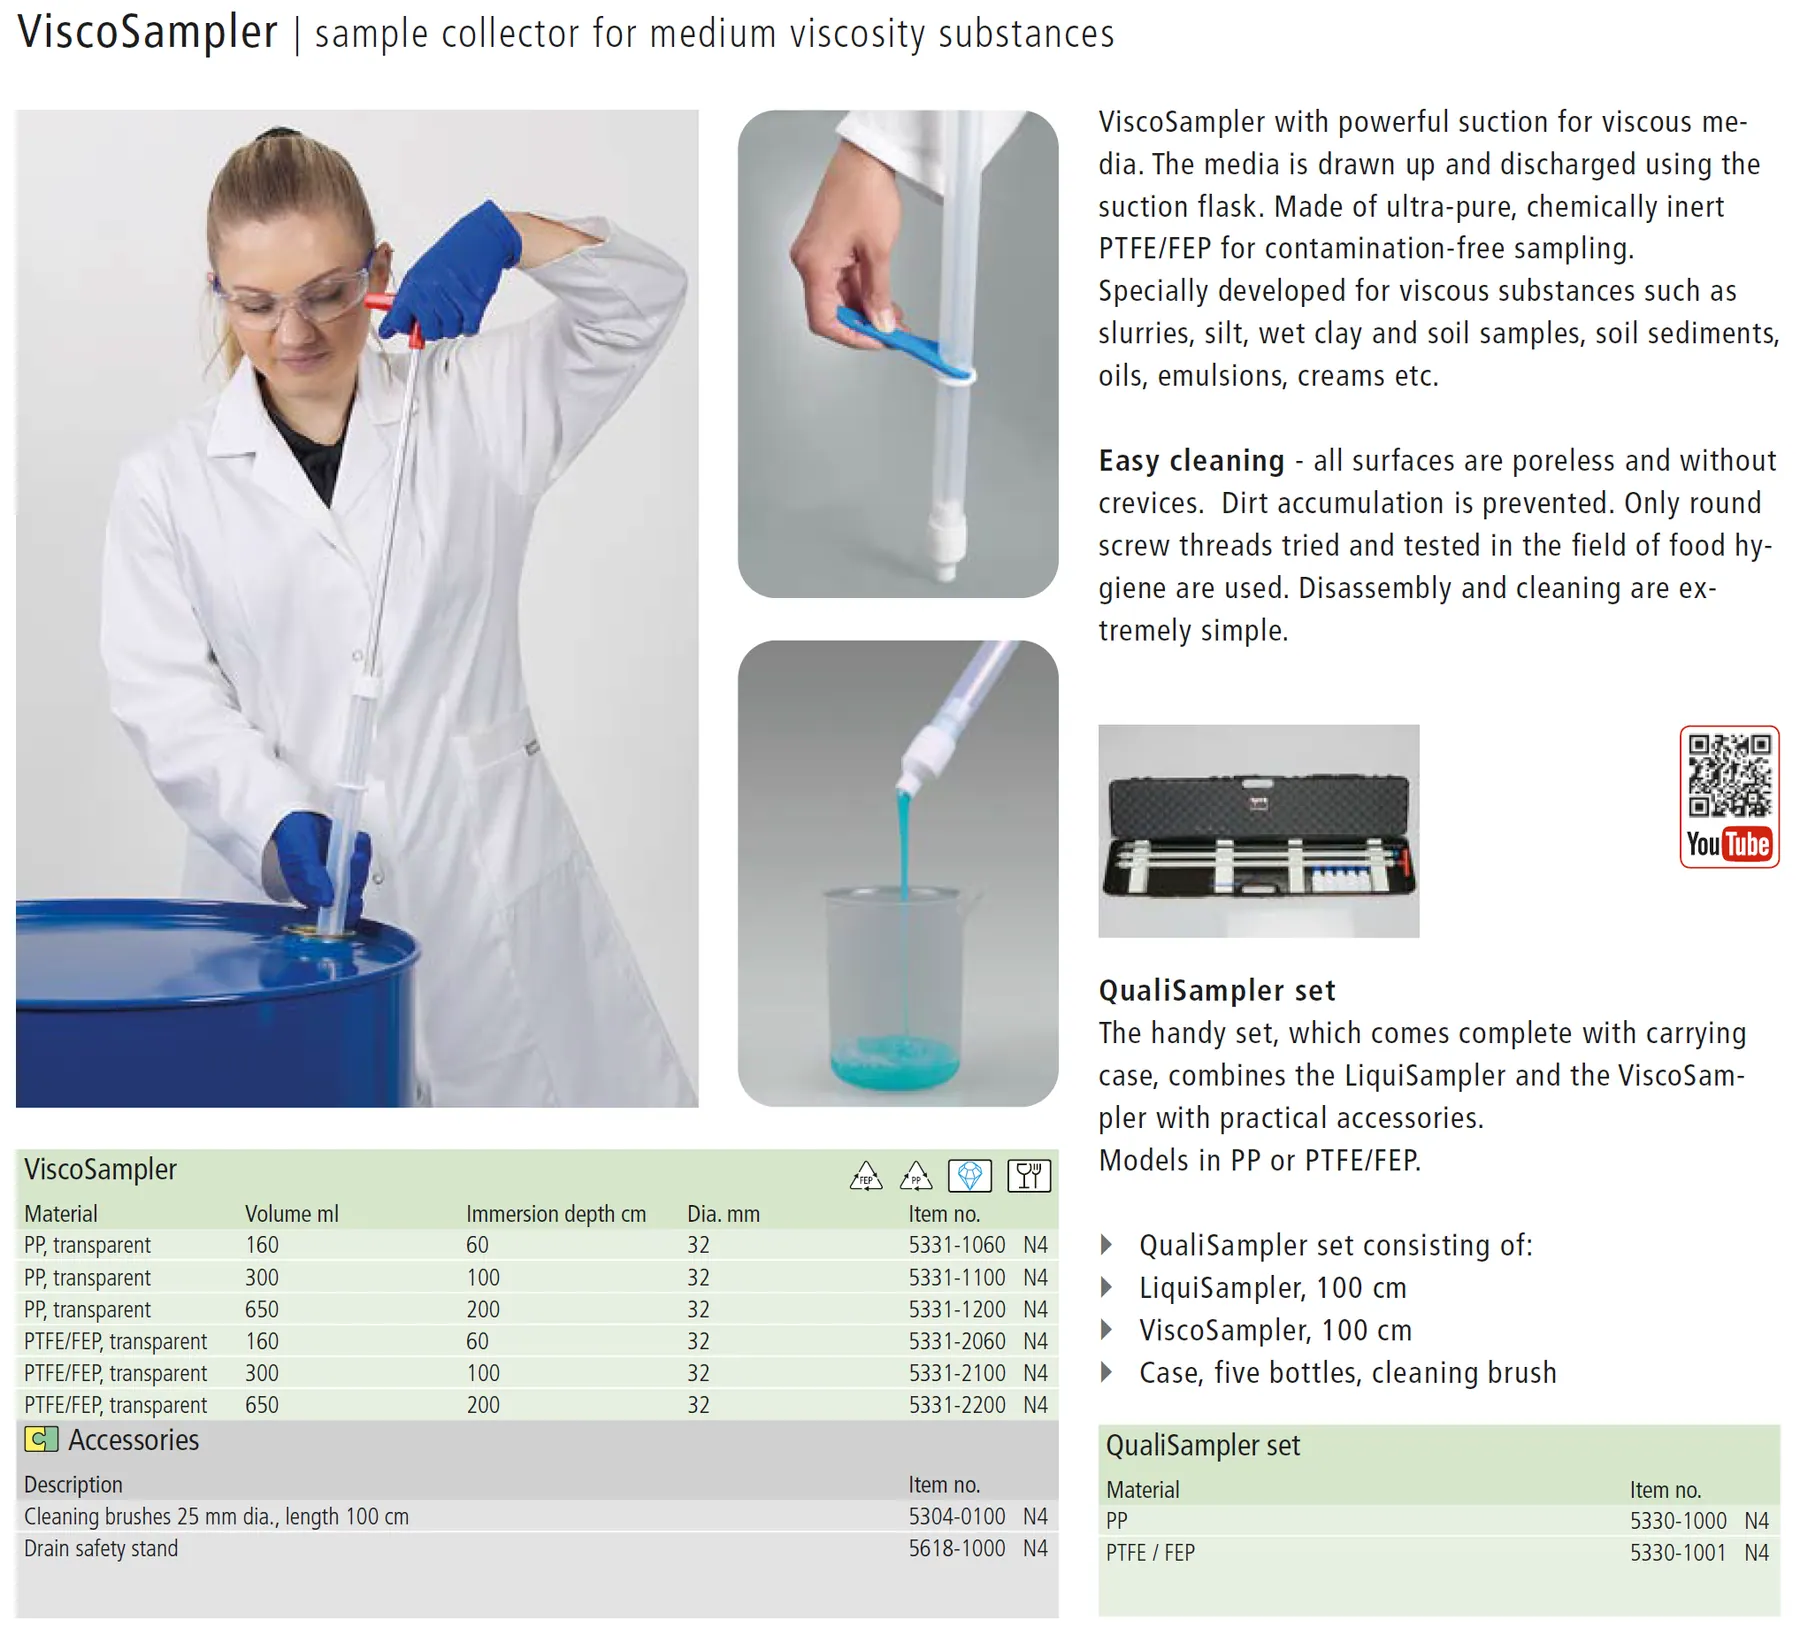 ViscoSampler | sample collector for medium viscosity substances
ViscoSampler with powerful suction for viscous me-
dia. The media is drawn up and discharged using the
suction flask. Made of ultra-pure, chemically inert
PTFE/FEP for contamination-free sampling.
Specially developed for viscous substances such as
slurries, silt, wet clay and soil samples, soil sediments,
oils, emulsions, creams etc.
Easy cleaning - all surfaces are poreless and without
crevices. Dirt accumulation is prevented. Only round
screw threads tried and tested in the field of food hy-
giene are used. Disassembly and cleaning are ex-
tremely simple.
YouTube
QualiSampler set
The handy set, which comes complete with carrying
case, combines the LiquiSampler and the ViscoSam-
pler with practical accessories.
Models in PP or PTFE/FEP.
QualiSampler set consisting of:
LiquiSampler, 100 cm
ViscoSampler, 100 cm
Case, five bottles, cleaning brush
ViscoSampler FEP PP
Material Volume ml Immersion depth cm Dia. mm Item no.
PP, transparent 160 60 32 5331-1060 N4
PP, transparent 300 100 32 5331-1100 N4
PP, transparent 650 200 32 5331-1200 N4
PTFE/FEP, transparent 160 60 32 5331-2060 N4
PTFE/FEP, transparent 300 100 32 5331-2100 N4
PTFE/FEP, transparent 650 200 32 5331-2200 N4
C Accessories
Description Item no.
Cleaning brushes 25 mm dia., length 100 cm 5304-0100 N4
Drain safety stand 5618-1000 N4
QualiSampler set
Material Item no.
PP 5330-1000 N4
PTFE / FEP 5330-1001 N4